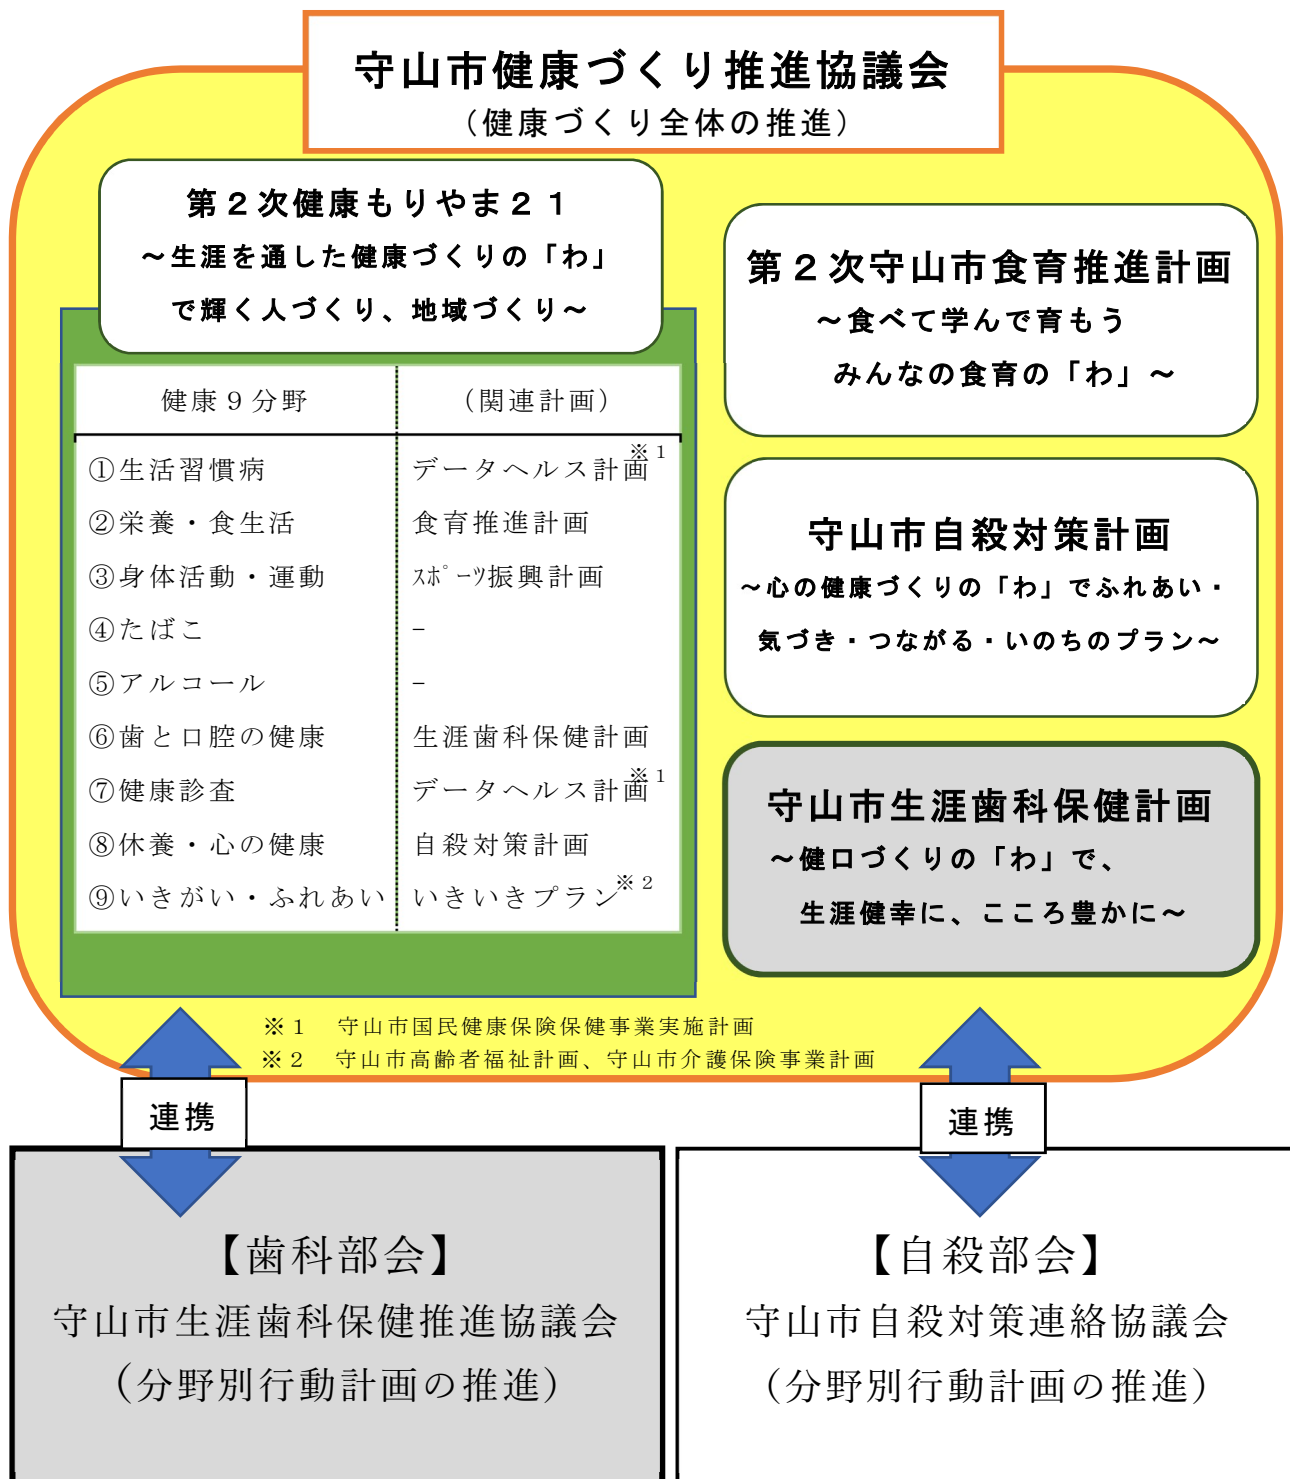 守山市健康づくり推進協議会
（健康づくり全体の推進）
第２次健康もりやま２１
～生涯を通した健康づくりの「わ」
で輝く人づくり、地域づくり～
健康９分野 （関連計画）
①生活習慣病 データヘルス計画※１
②栄養・食生活 食育推進計画
③身体活動・運動 ｽﾎﾟｰﾂ振興計画
④たばこ －
⑤アルコール －
⑥歯と口腔の健康 生涯歯科保健計画
⑦健康診査 データヘルス計画※１
⑧休養・心の健康 自殺対策計画
⑨いきがい・ふれあい いきいきプラン※２
第２次守山市食育推進計画
～食べて学んで育もう
みんなの食育の「わ」～
守山市自殺対策計画
～心の健康づくりの「わ」でふれあい・
気づき・つながる・いのちのプラン～
守山市生涯歯科保健計画
～健口づくりの「わ」で、
生涯健幸に、こころ豊かに～
※１　守山市国民健康保険保健事業実施計画
※２　守山市高齢者福祉計画、守山市介護保険事業計画
連携
連携
【歯科部会】
守山市生涯歯科保健推進協議会
（分野別行動計画の推進）
【自殺部会】
守山市自殺対策連絡協議会
（分野別行動計画の推進）